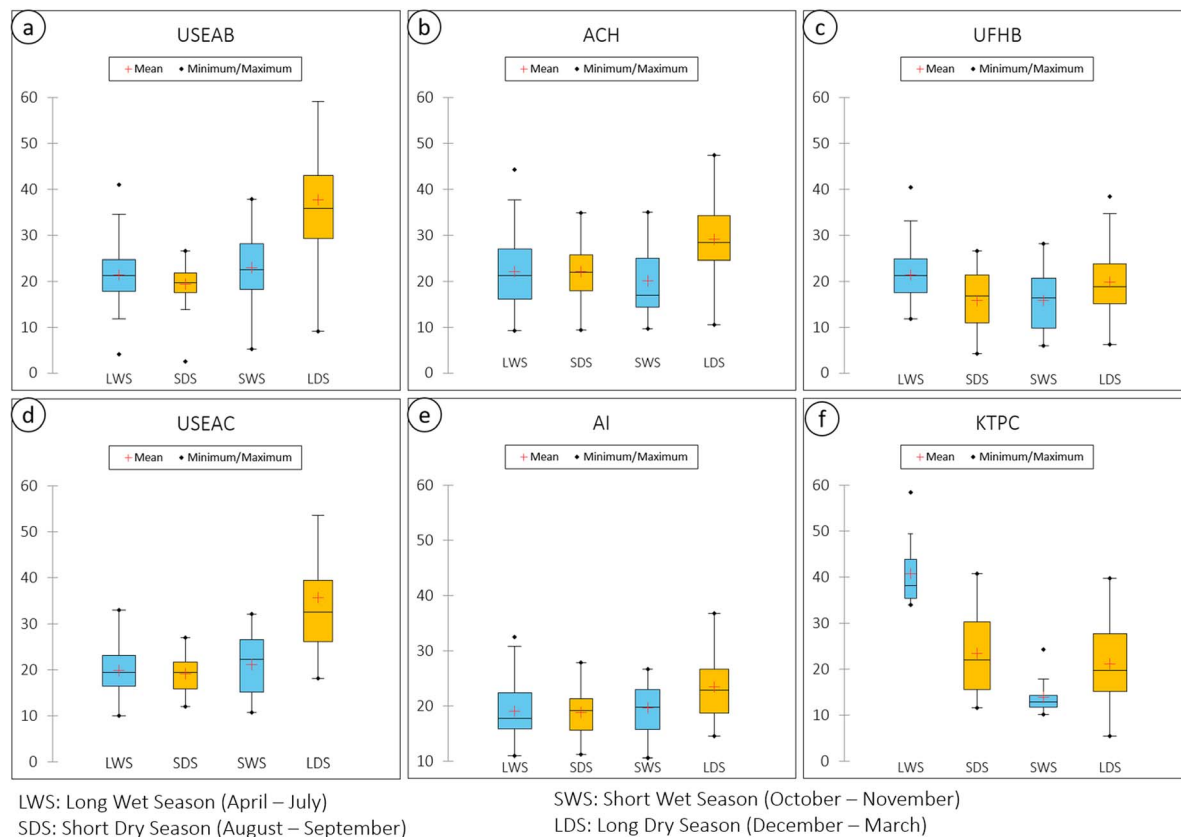 a
USEAB
+ Mean • Minimum/Maximum
60
50
40
30
20
10
0
LWS SDS SWS LDS
b
ACH
+ Mean • Minimum/Maximum
60
50
40
30
20
10
0
LWS SDS SWS LDS
c
UFHB
+ Mean • Minimum/Maximum
60
50
40
30
20
10
0
LWS SDS SWS LDS
d
USEAC
+ Mean • Minimum/Maximum
60
50
40
30
20
10
0
LWS SDS SWS LDS
e
AI
+ Mean • Minimum/Maximum
60
50
40
30
20
10
LWS SDS SWS LDS
f
KTPC
+ Mean • Minimum/Maximum
60
50
40
30
20
10
0
LWS SDS SWS LDS
LWS: Long Wet Season (April – July)
SDS: Short Dry Season (August – September)
SWS: Short Wet Season (October – November)
LDS: Long Dry Season (December – March)